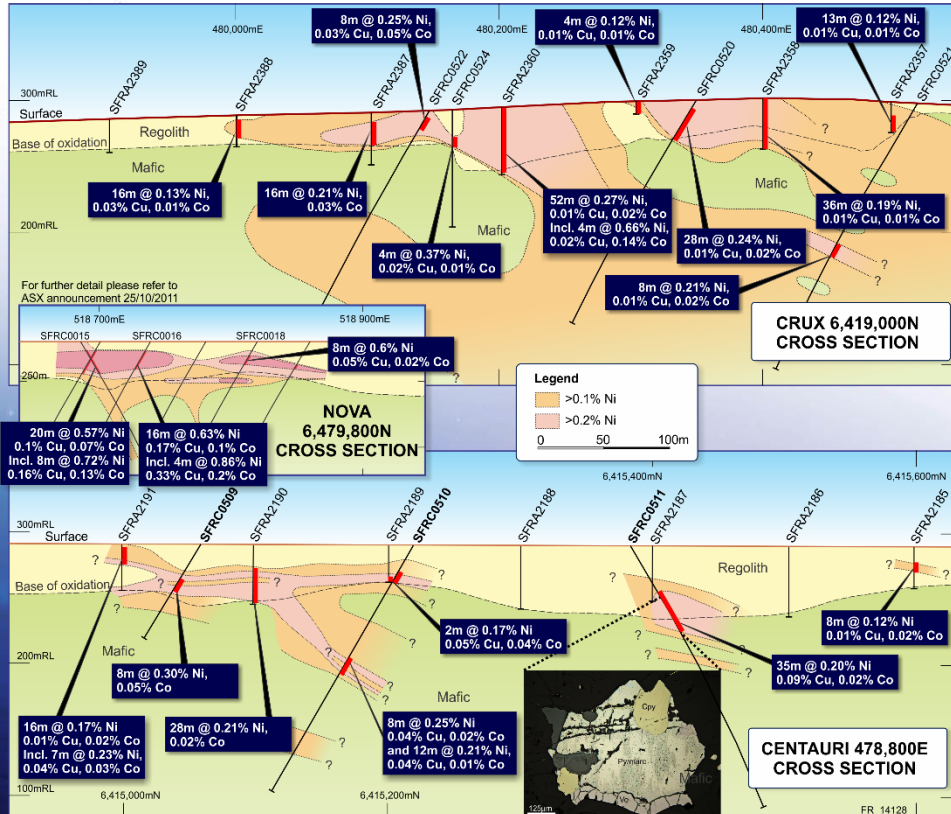 8m @ 0.25% Ni,
0.03% Cu, 0.05% Co
4m @ 0.12% Ni,
0.01% Cu, 0.01% Co
13m @ 0.12% Ni,
0.01% Cu, 0.01% Co
480,000mE
480,200mE
480,400mE
SFRA2389
SFRA2388
SFRA2387
SFRC0522
SFRC0524
SFRA2360
SFRA2359
SFRC0520
SFRA2358
SFRA2357
300mRL
Surface
Regolith
Base of oxidation
Mafic
Mafic
Mafic
?
?
?
?
?
200mRL
16m @ 0.13% Ni,
0.03% Cu, 0.01% Co
16m @ 0.21% Ni,
0.03% Co
4m @ 0.37% Ni,
0.02% Cu, 0.01% Co
52m @ 0.27% Ni,
0.01% Cu, 0.02% Co
Incl. 4m @ 0.66% Ni,
0.02% Cu, 0.14% Co
28m @ 0.24% Ni,
0.01% Cu, 0.02% Co
36m @ 0.19% Ni,
0.01% Cu, 0.01% Co
8m @ 0.21% Ni,
0.01% Cu, 0.02% Co
CRUX 6,419,000N
CROSS SECTION
For further detail please refer to
ASX announcement 25/10/2011
518 700mE
518 900mE
SFRC0015
SFRC0016
SFRC0018
250m
8m @ 0.6% Ni
0.05% Cu, 0.02% Co
NOVA
6,479,800N
CROSS SECTION
20m @ 0.57% Ni
0.1% Cu, 0.07% Co
Incl. 8m @ 0.72% Ni
0.16% Cu, 0.13% Co
16m @ 0.63% Ni
0.17% Cu, 0.1% Co
Incl. 4m @ 0.86% Ni
0.33% Cu, 0.2% Co
Legend
>0.1% Ni
>0.2% Ni
0 50 100m
6,415,400mN
6,415,600mN
SFRA2191
SFRC0509
SFRA2190
SFRA2189
SFRC0510
SFRA2188
SFRC0511
SFRA2187
SFRA2186
SFRA2185
300mRL
Surface
Regolith
Base of oxidation
?
?
?
?
?
?
?
?
?
?
?
?
?
Mafic
Mafic
Mafic
200mRL
2m @ 0.17% Ni
0.05% Cu, 0.04% Co
8m @ 0.12% Ni
0.01% Cu, 0.02% Co
8m @ 0.30% Ni,
0.05% Co
35m @ 0.20% Ni
0.09% Cu, 0.02% Co
16m @ 0.17% Ni
0.01% Cu, 0.02% Co
Incl. 7m @ 0.23% Ni,
0.04% Cu, 0.03% Co
28m @ 0.21% Ni,
0.02% Co
8m @ 0.25% Ni
0.04% Cu, 0.02% Co
and 12m @ 0.21% Ni,
0.04% Cu, 0.01% Co
Cpy
Py/marc
Vo
125µm
CENTAURI 478,800E
CROSS SECTION
100mRL
6,415,000mN
6,415,200mN
FR_14128